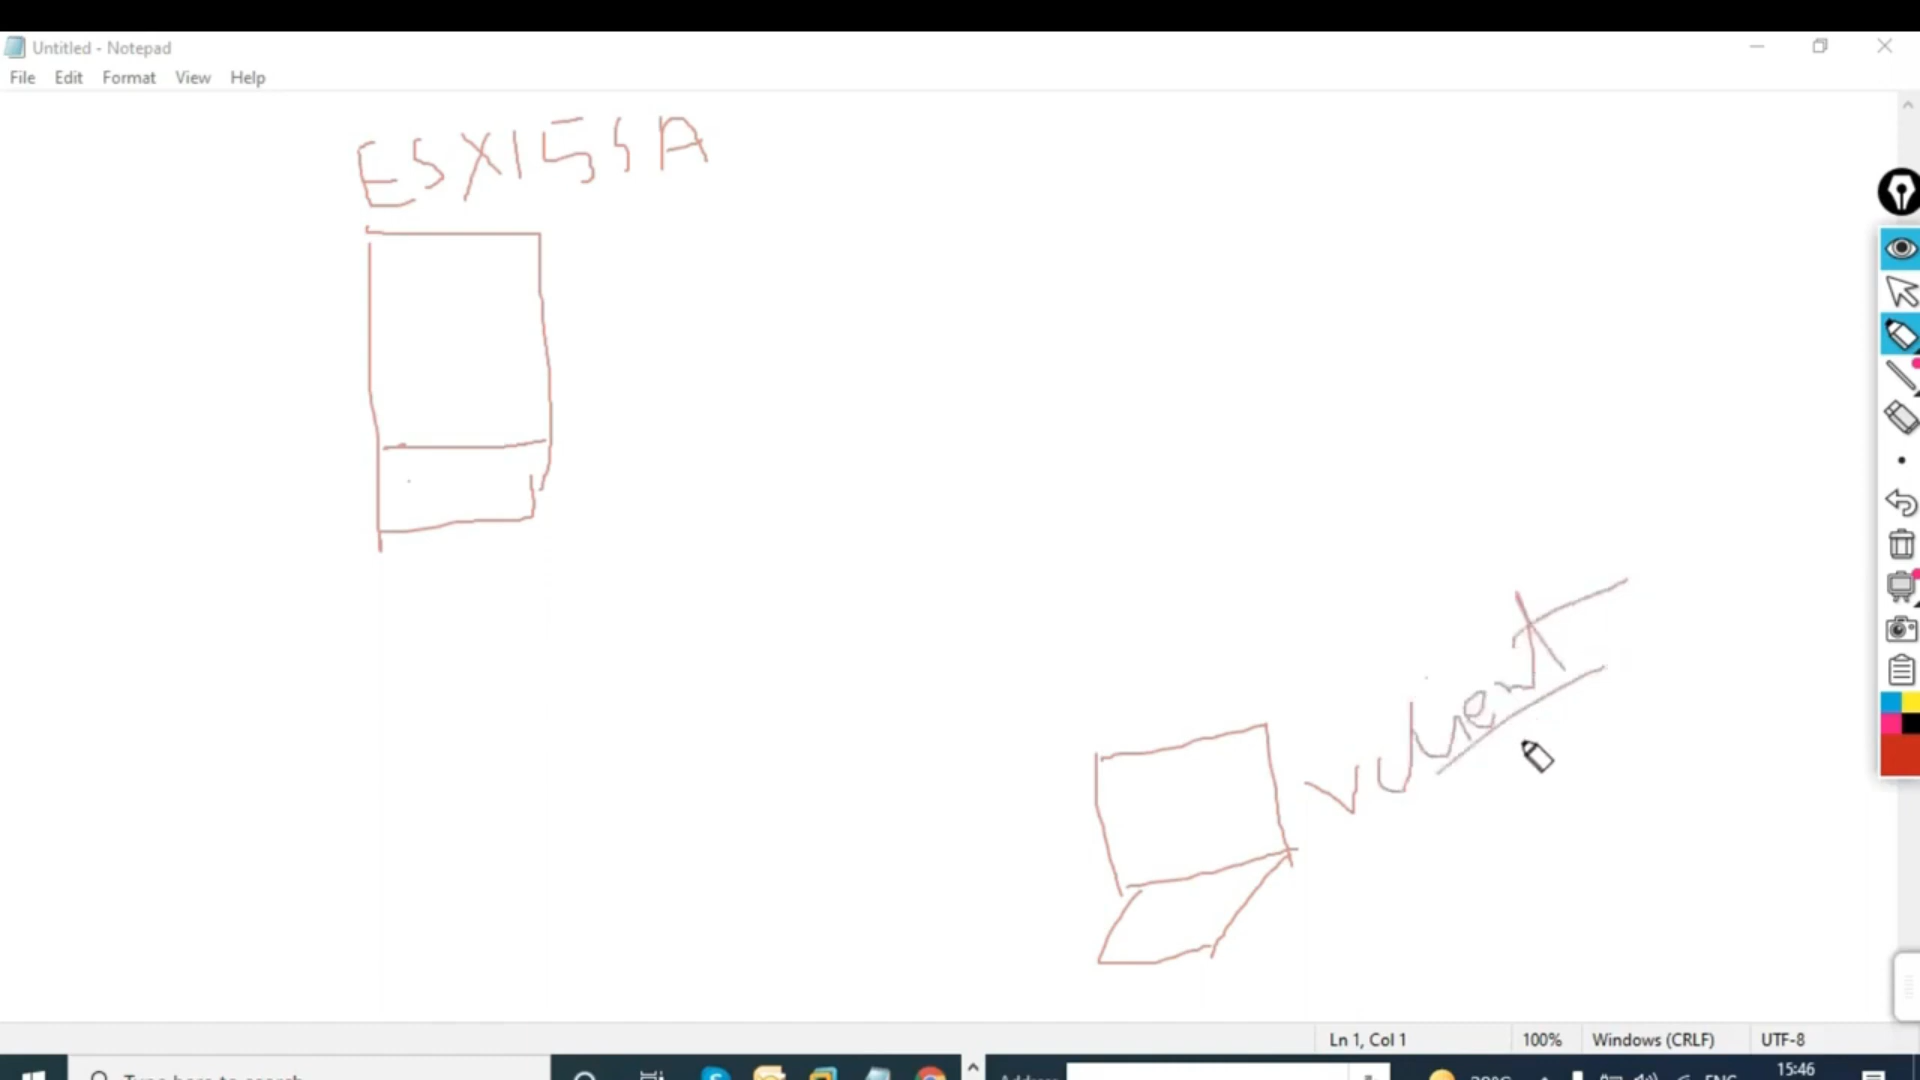 Untitled - Notepad
File Edit Format View Help
ESXI55A
vclient
Ln 1, Col 1 100% Windows (CRLF) UTF-8
15:46